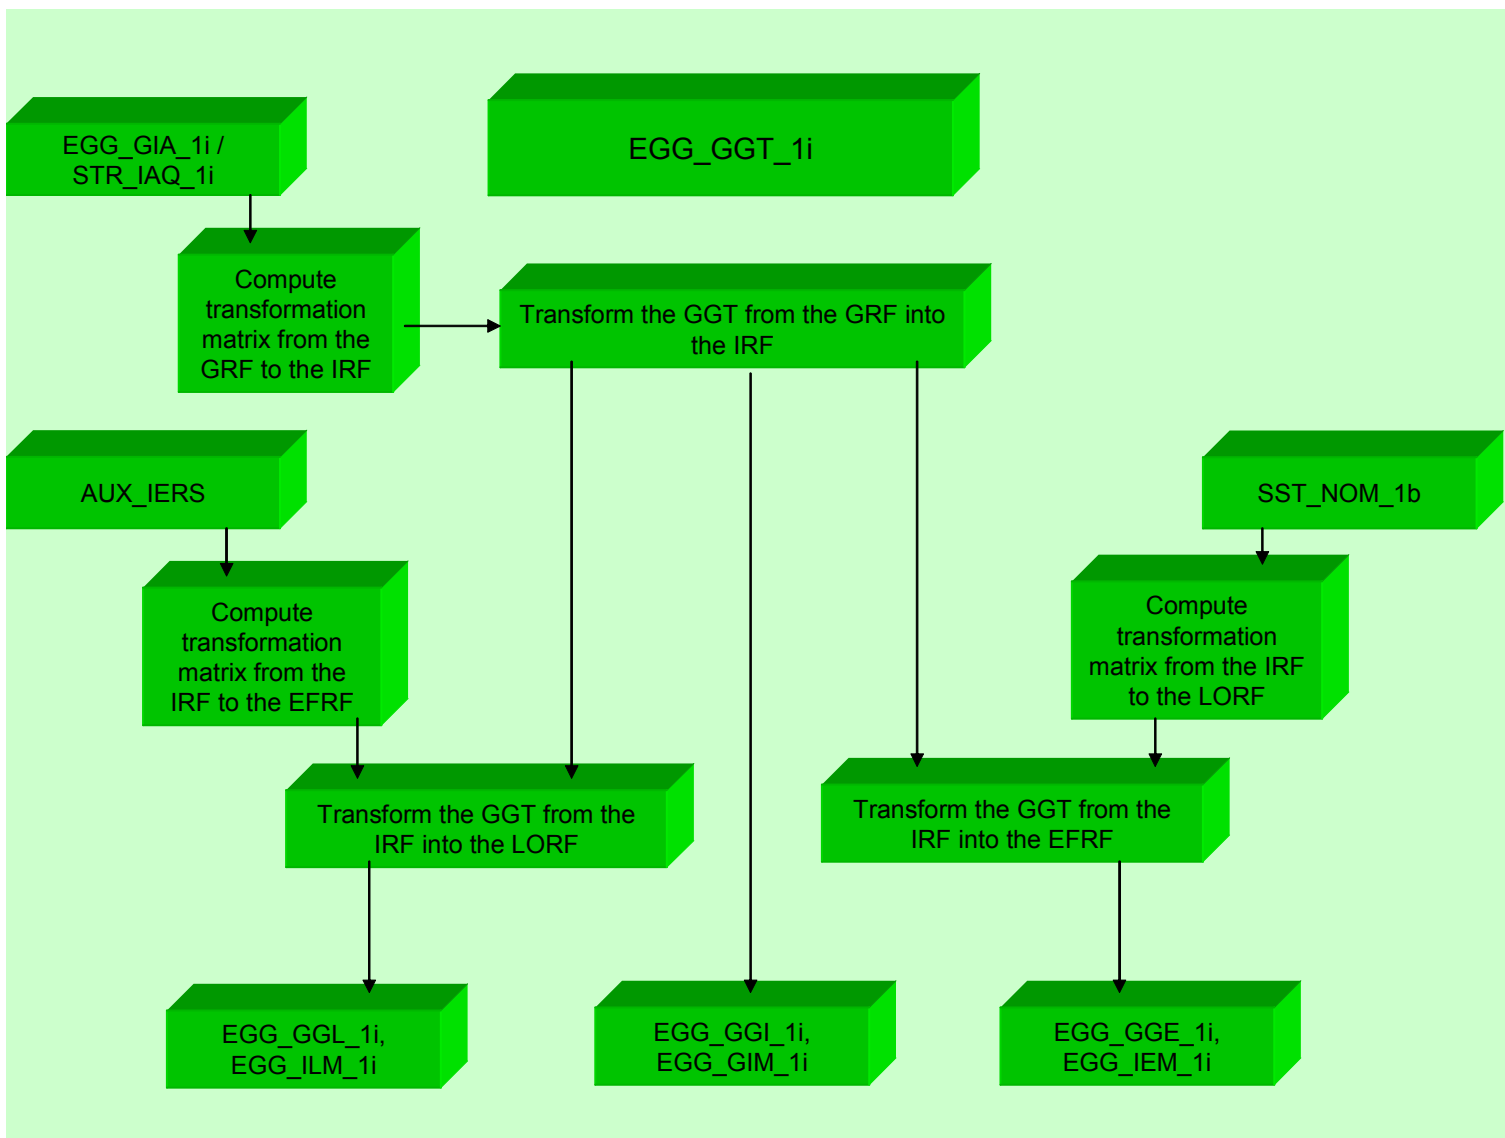 EGG_GIA_1i /
STR_IAQ_1i
EGG_GGT_1i
Compute
transformation
matrix from the
GRF to the IRF
Transform the GGT from the GRF into
the IRF
AUX_IERS
SST_NOM_1b
Compute
transformation
matrix from the
IRF to the EFRF
Compute
transformation
matrix from the IRF
to the LORF
Transform the GGT from the
IRF into the LORF
Transform the GGT from the
IRF into the EFRF
EGG_GGL_1i,
EGG_ILM_1i
EGG_GGI_1i,
EGG_GIM_1i
EGG_GGE_1i,
EGG_IEM_1i